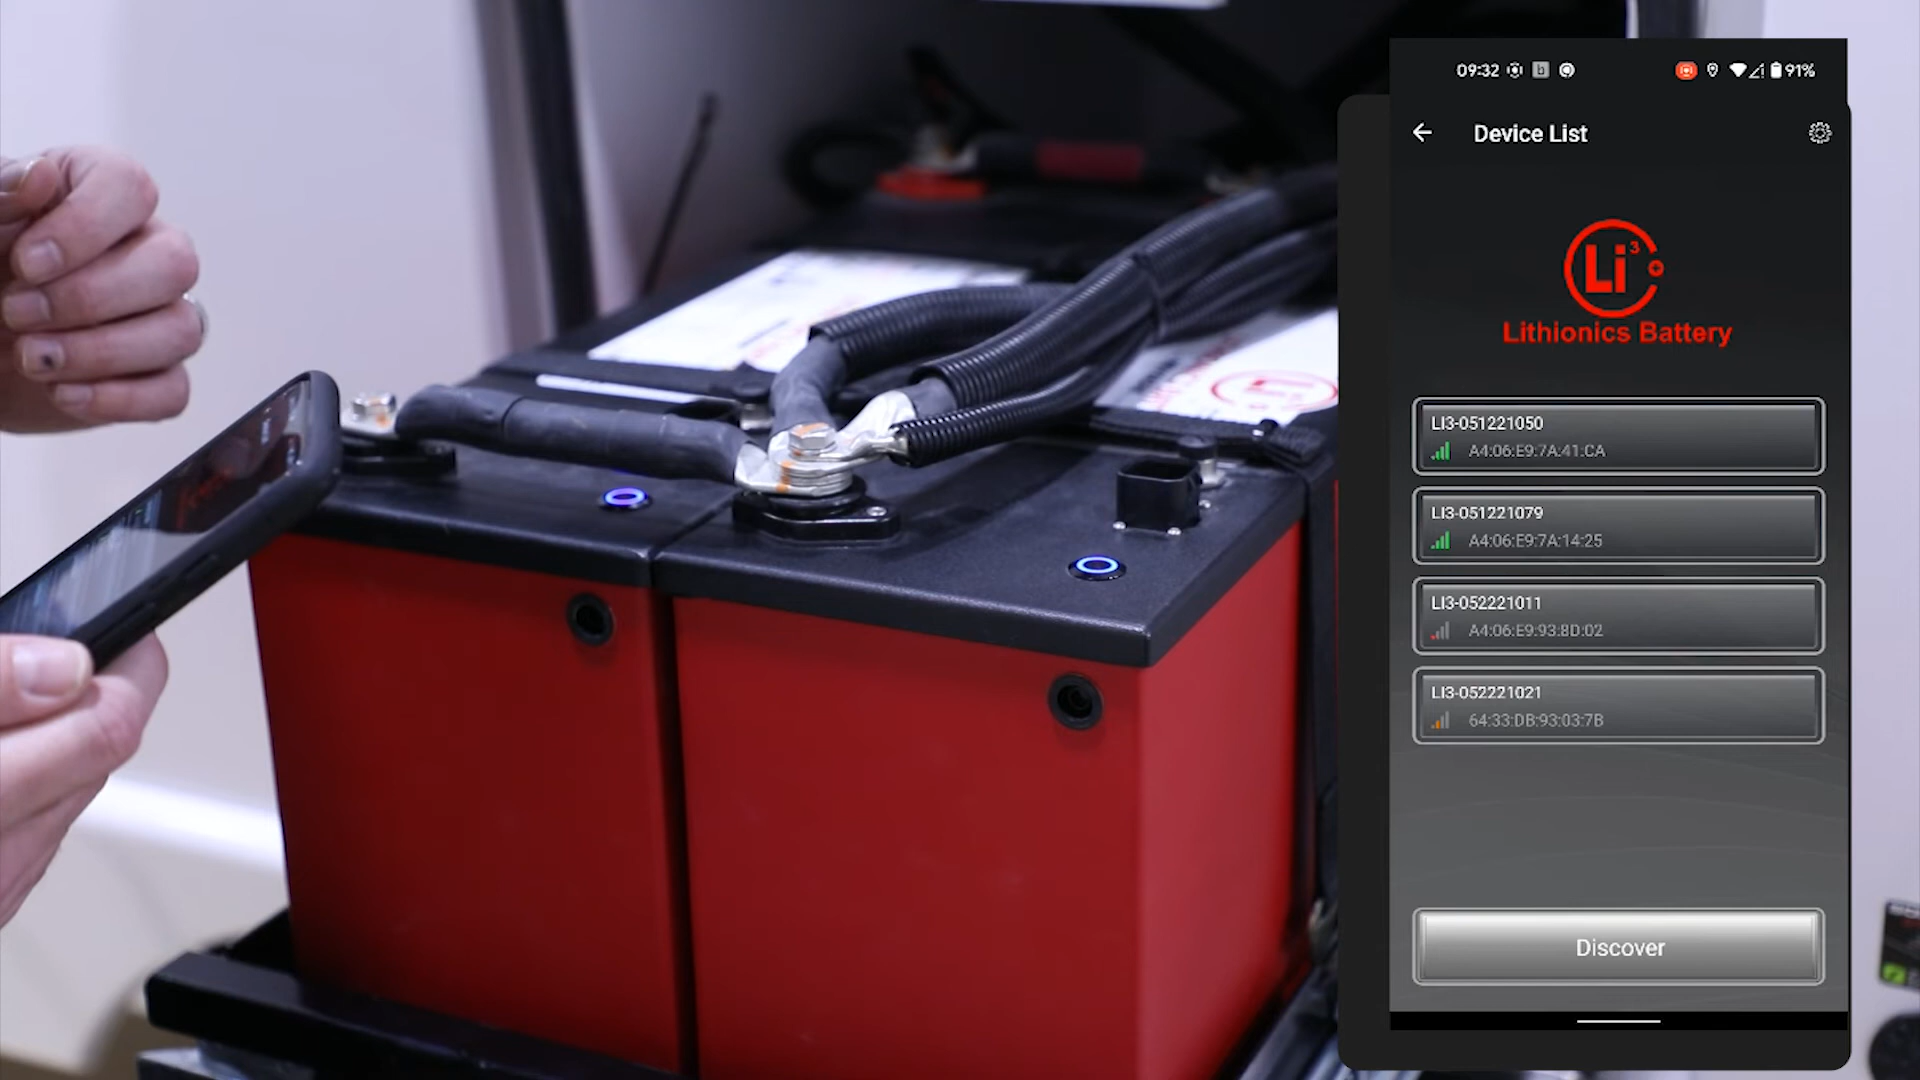 09:32
91%
Device List
Li3
Lithionics Battery
LI3-051221050
A4:06:E9:7A:41:CA
LI3-051221079
A4:06:E9:7A:14:25
LI3-052221011
A4:06:E9:93:8D:02
LI3-052221021
64:33:DB:93:03:7B
Discover